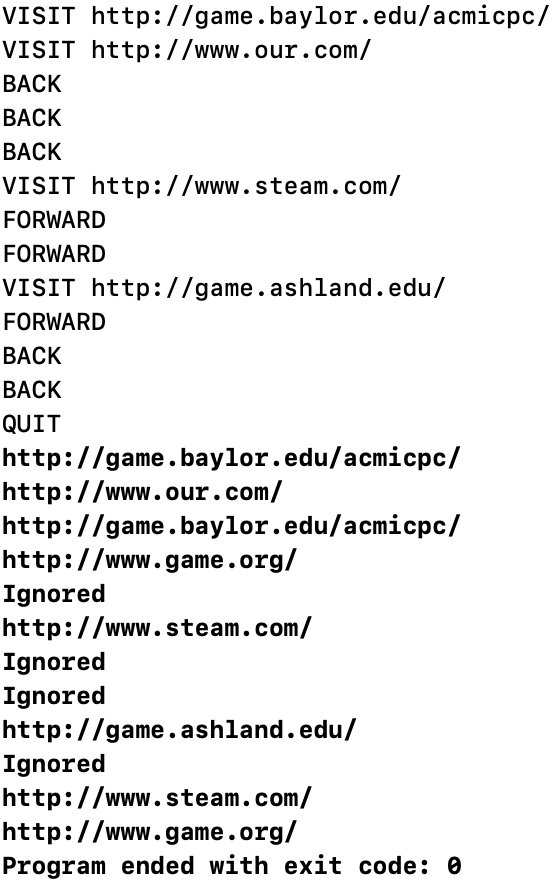 VISIT http://game.baylor.edu/acmicpc/
VISIT http://www.our.com/
BACK
BACK
BACK
VISIT http://www.steam.com/
FORWARD
FORWARD
VISIT http://game.ashland.edu/
FORWARD
BACK
BACK
QUIT
http://game.baylor.edu/acmicpc/
http://www.our.com/
http://game.baylor.edu/acmicpc/
http://www.game.org/
Ignored
http://www.steam.com/
Ignored
Ignored
http://game.ashland.edu/
Ignored
http://www.steam.com/
http://www.game.org/
Program ended with exit code: 0